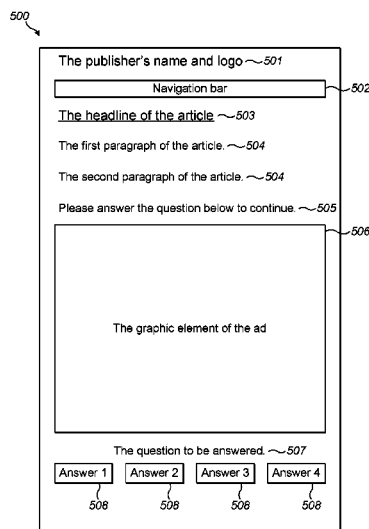 500
The publisher's name and logo 501
Navigation bar 502
The headline of the article 503
The first paragraph of the article. 504
The second paragraph of the article. 504
Please answer the question below to continue. 505
506
The graphic element of the ad
The question to be answered. 507
Answer 1 Answer 2 Answer 3 Answer 4
508 508 508 508